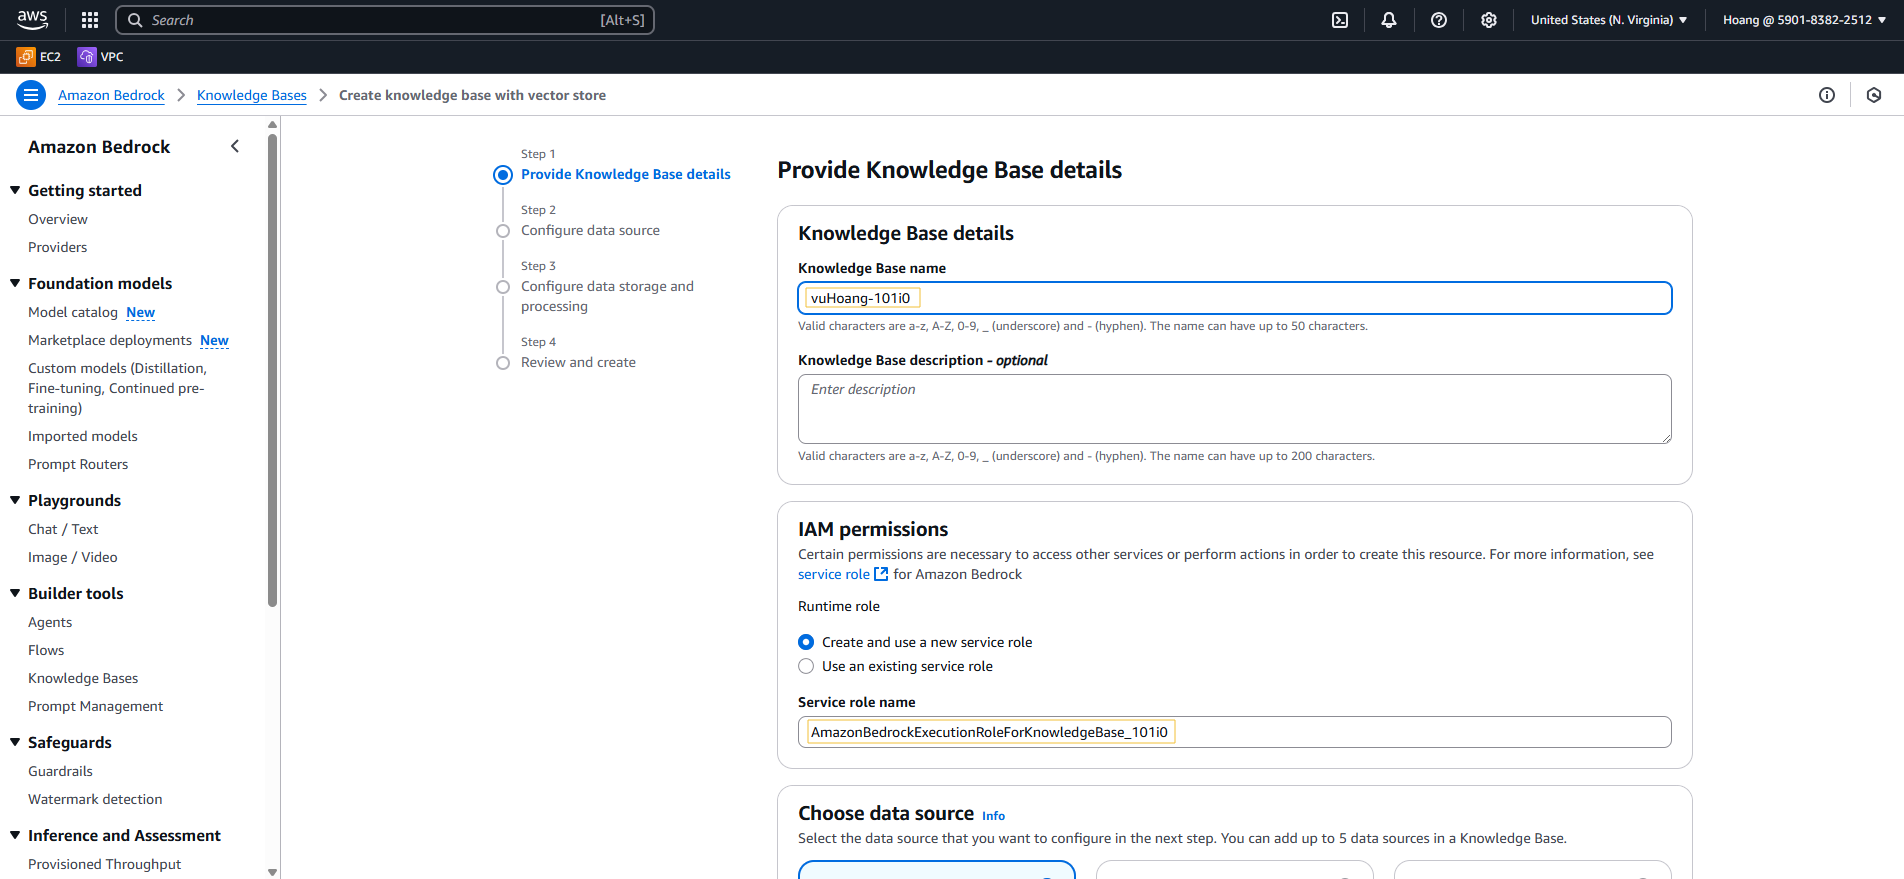 aws
Search [Alt+S]
United States (N. Virginia)
Hoang @ 5901-8382-2512
EC2
VPC
Amazon Bedrock
Knowledge Bases
Create knowledge base with vector store
Amazon Bedrock
Getting started
Overview
Providers
Foundation models
Model catalog New
Marketplace deployments New
Custom models (Distillation,
Fine-tuning, Continued pre-
training)
Imported models
Prompt Routers
Playgrounds
Chat / Text
Image / Video
Builder tools
Agents
Flows
Knowledge Bases
Prompt Management
Safeguards
Guardrails
Watermark detection
Inference and Assessment
Provisioned Throughput
Step 1
Provide Knowledge Base details
Step 2
Configure data source
Step 3
Configure data storage and
processing
Step 4
Review and create
Provide Knowledge Base details
Knowledge Base details
Knowledge Base name
vuHoang-101i0
Valid characters are a-z, A-Z, 0-9, _ (underscore) and - (hyphen). The name can have up to 50 characters.
Knowledge Base description - optional
Enter description
Valid characters are a-z, A-Z, 0-9, _ (underscore) and - (hyphen). The name can have up to 200 characters.
IAM permissions
Certain permissions are necessary to access other services or perform actions in order to create this resource. For more information, see
service role for Amazon Bedrock
Runtime role
Create and use a new service role
Use an existing service role
Service role name
AmazonBedrockExecutionRoleForKnowledgeBase_101i0
Choose data source Info
Select the data source that you want to configure in the next step. You can add up to 5 data sources in a Knowledge Base.